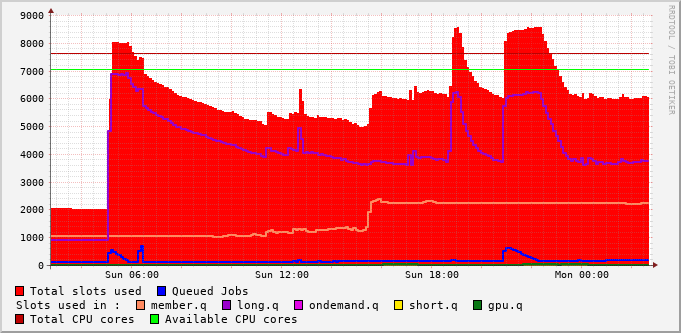 RRDTOOL / TOBI OETIKER
9000
8000
7000
6000
5000
4000
3000
2000
1000
0
Sun 06:00 Sun 12:00 Sun 18:00 Mon 00:00
Total slots used Queued Jobs
Slots used in : member.q long.q ondemand.q short.q gpu.q
Total CPU cores Available CPU cores